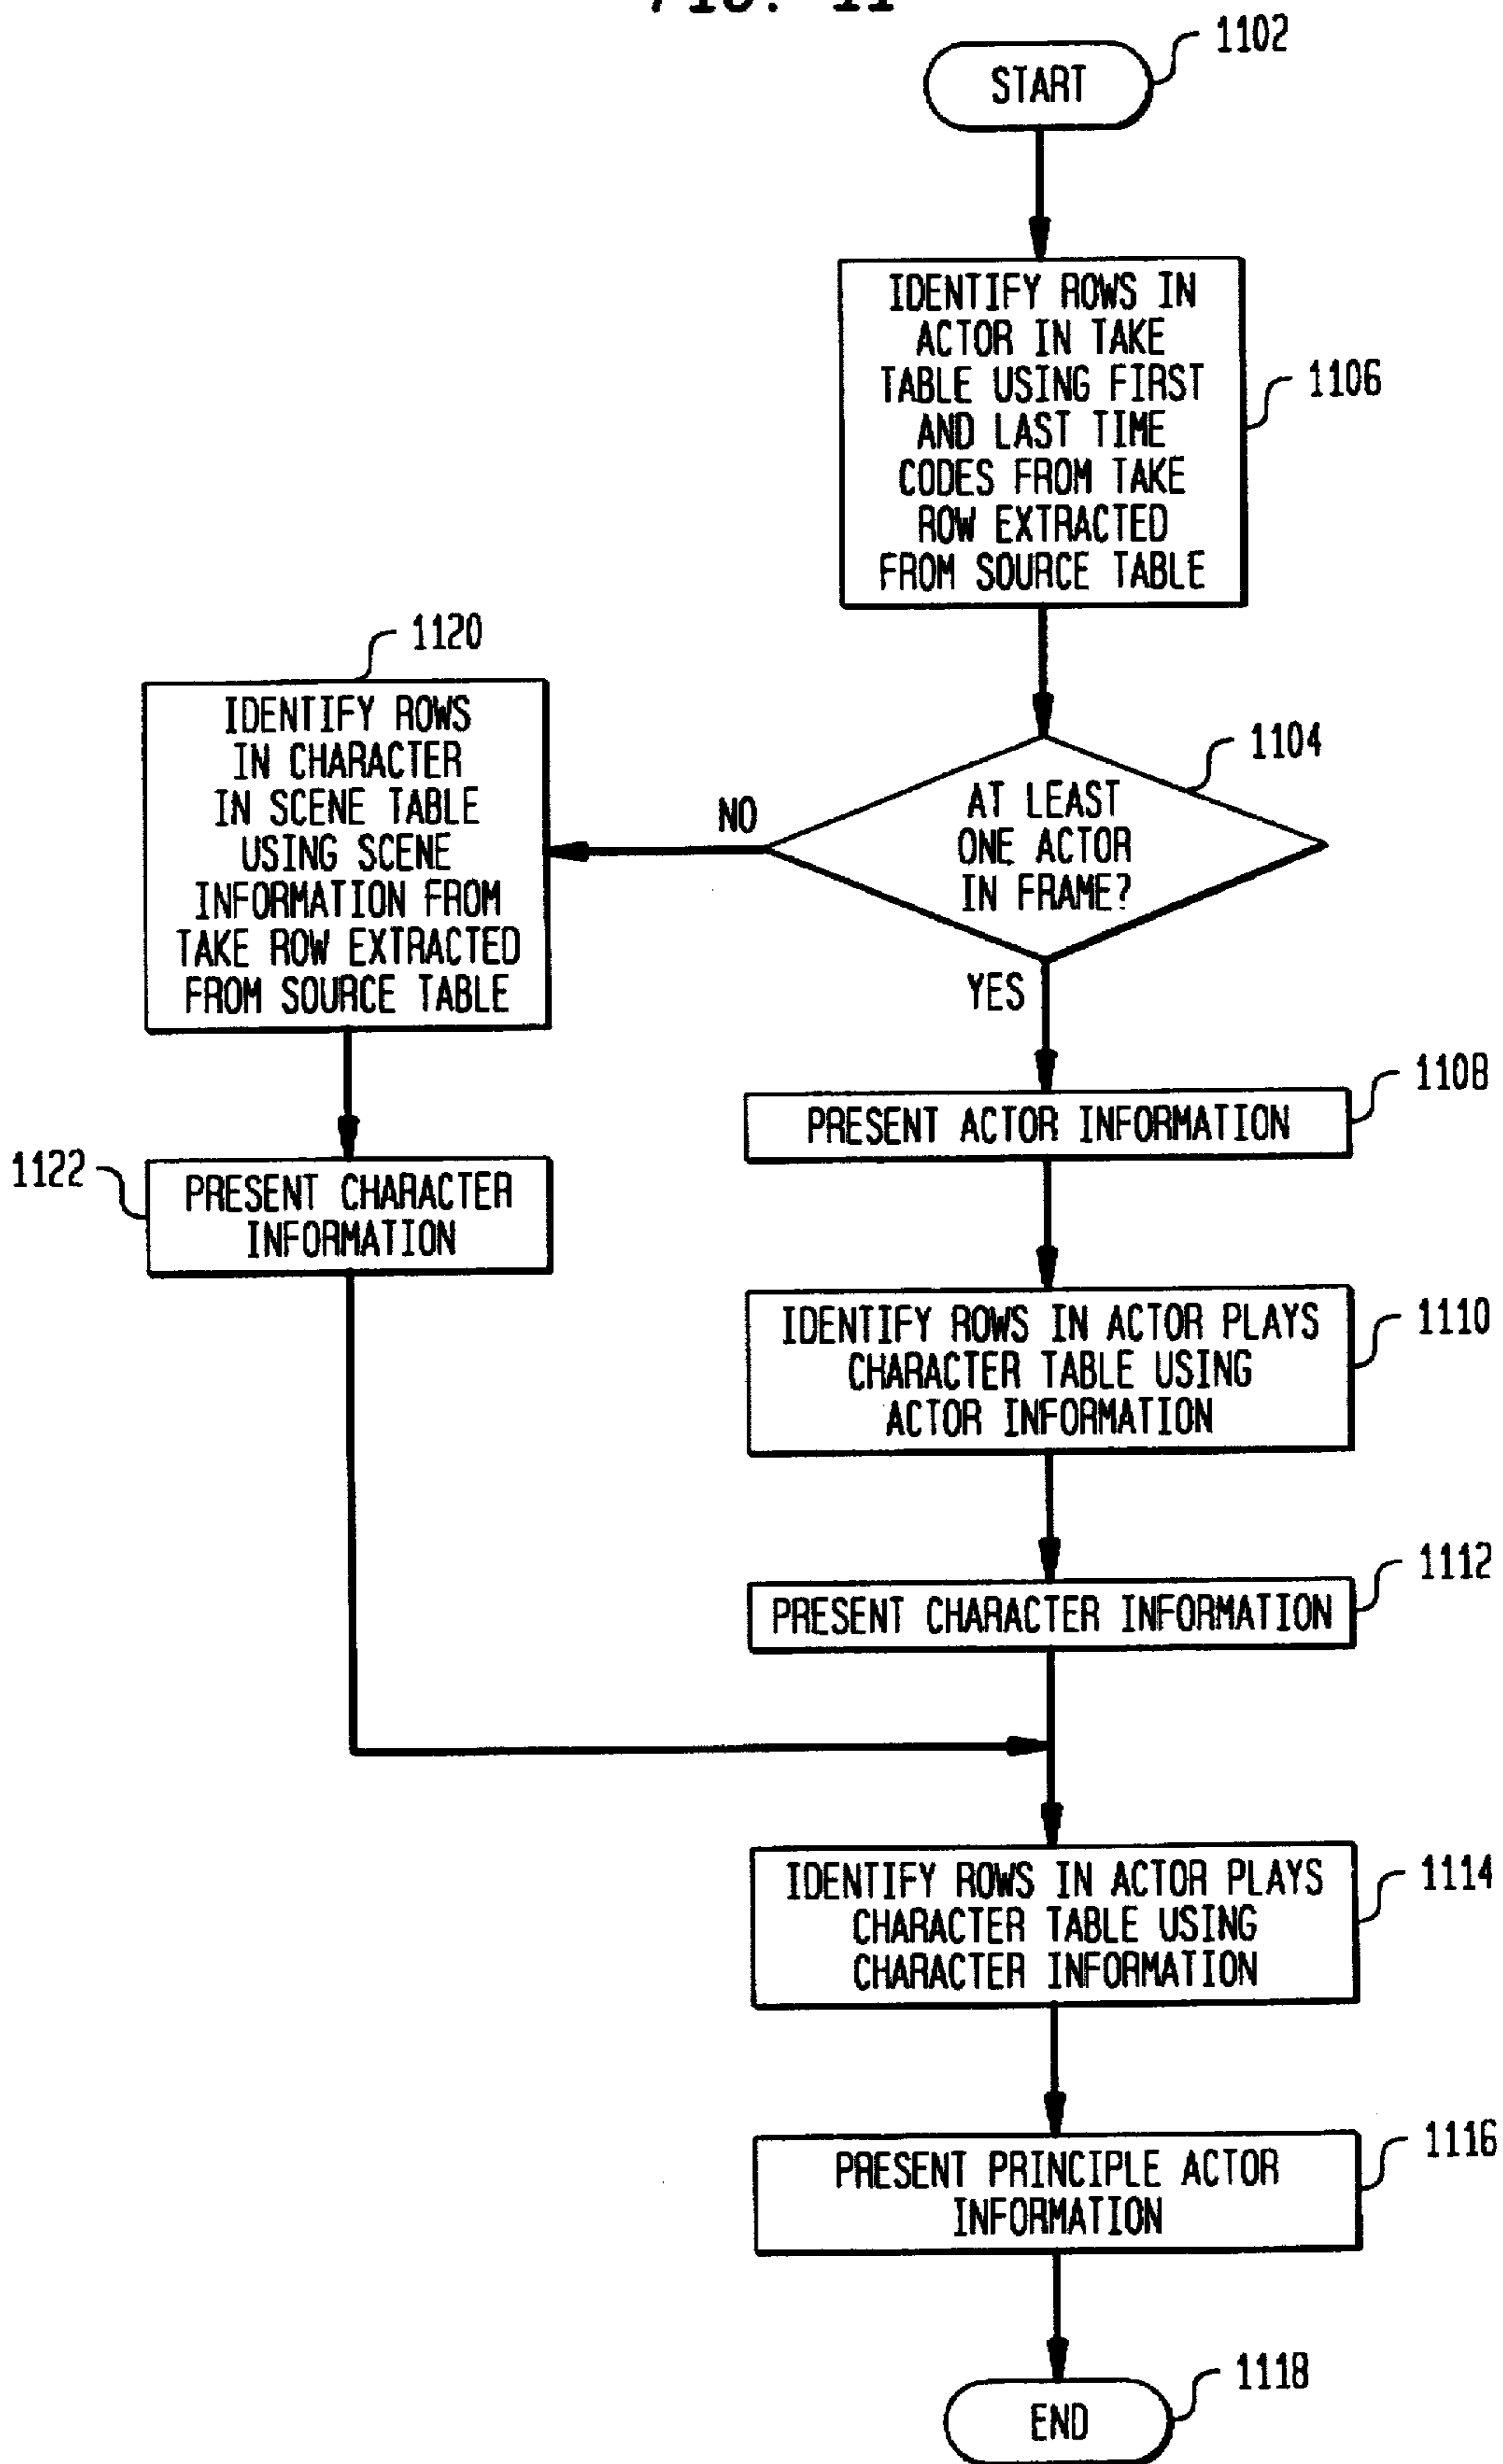 FIG. 11
1102
START
IDENTIFY ROWS IN
ACTOR IN TAKE
TABLE USING FIRST
AND LAST TIME
CODES FROM TAKE
ROW EXTRACTED
FROM SOURCE TABLE
1106
1120
IDENTIFY ROWS
IN CHARACTER
IN SCENE TABLE
USING SCENE
INFORMATION FROM
TAKE ROW EXTRACTED
FROM SOURCE TABLE
NO
1104
AT LEAST
ONE ACTOR
IN FRAME?
YES
1108
PRESENT ACTOR INFORMATION
1122
PRESENT CHARACTER
INFORMATION
1110
IDENTIFY ROWS IN ACTOR PLAYS
CHARACTER TABLE USING
ACTOR INFORMATION
1112
PRESENT CHARACTER INFORMATION
1114
IDENTIFY ROWS IN ACTOR PLAYS
CHARACTER TABLE USING
CHARACTER INFORMATION
1116
PRESENT PRINCIPLE ACTOR
INFORMATION
1118
END